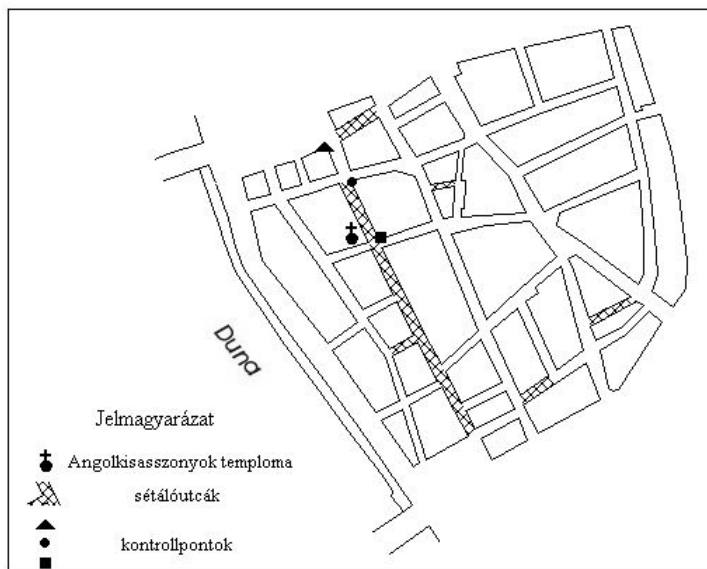 Duna
Jelmagyarázat
Angolkisasszonyok temploma
sétálóutcák
kontrollpontok